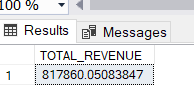 100 %
Results Messages
TOTAL_REVENUE
1 817860.05083847